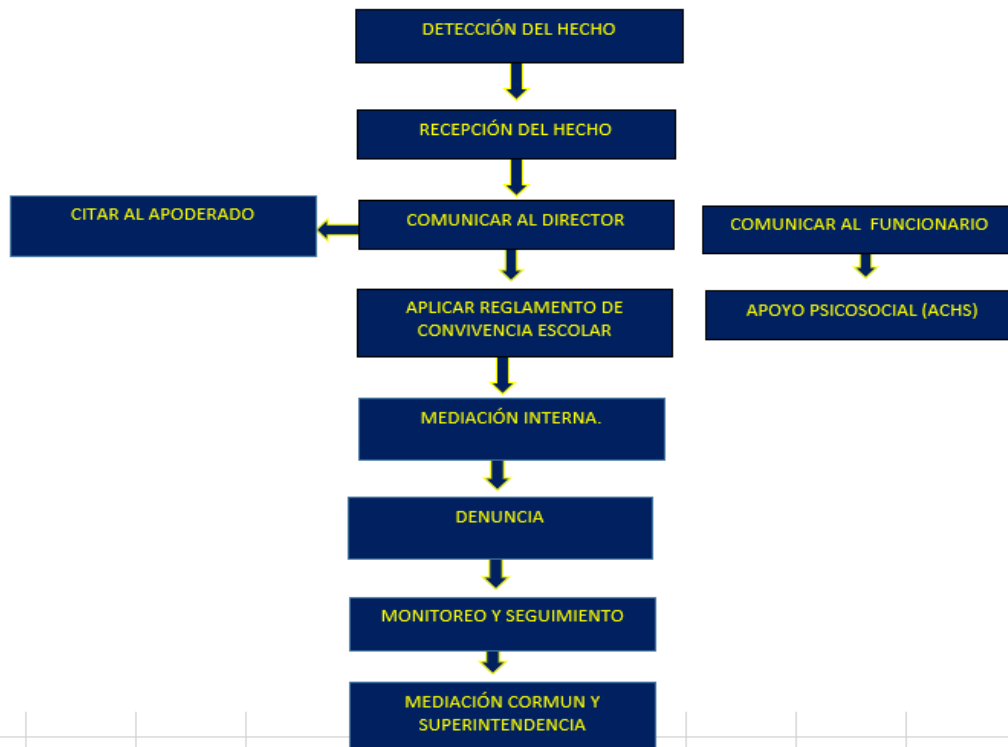 DETECCIÓN DEL HECHO
RECEPCIÓN DEL HECHO
CITAR AL APODERADO
COMUNICAR AL DIRECTOR
COMUNICAR AL FUNCIONARIO
APLICAR REGLAMENTO DE
CONVIVENCIA ESCOLAR
APOYO PSICOSOCIAL (ACHS)
MEDIACIÓN INTERNA.
DENUNCIA
MONITOREO Y SEGUIMIENTO
MEDIACIÓN CORMUN Y
SUPERINTENDENCIA